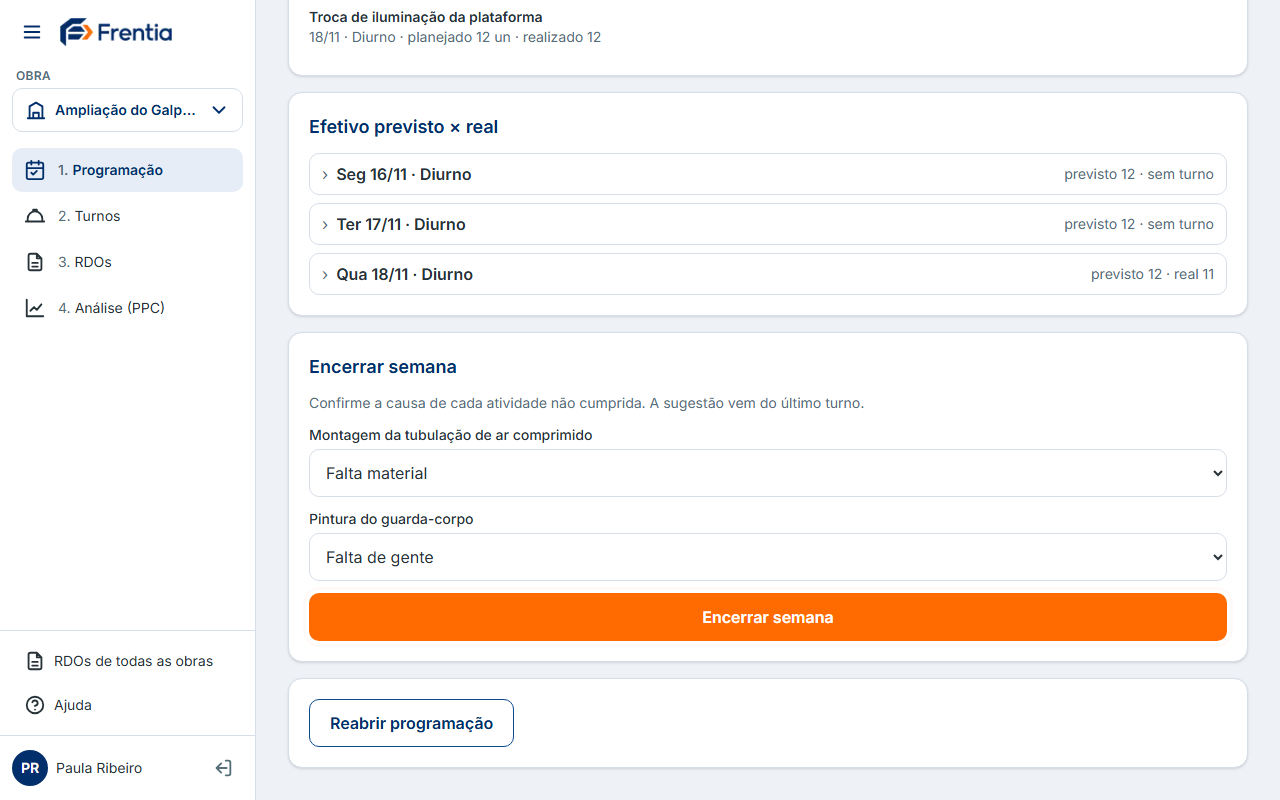 Frentia
OBRA
Ampliação do Galp...
1. Programação
2. Turnos
3. RDOs
4. Análise (PPC)
RDOs de todas as obras
Ajuda
PR
Paula Ribeiro
Troca de iluminação da plataforma
18/11 · Diurno · planejado 12 un · realizado 12
Efetivo previsto × real
› Seg 16/11 · Diurno previsto 12 · sem turno
› Ter 17/11 · Diurno previsto 12 · sem turno
› Qua 18/11 · Diurno previsto 12 · real 11
Encerrar semana
Confirme a causa de cada atividade não cumprida. A sugestão vem do último turno.
Montagem da tubulação de ar comprimido
Falta material
Pintura do guarda-corpo
Falta de gente
Encerrar semana
Reabrir programação